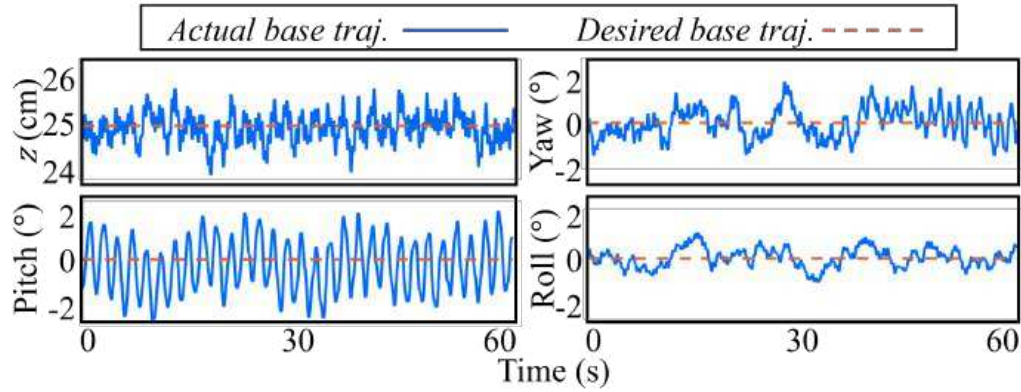 Actual base traj. Desired base traj.
z (cm)
26
25
24
Yaw (°)
2
0
-2
Pitch (°)
2
0
-2
Roll (°)
2
0
-2
0 30 60 0 30 60
Time (s)